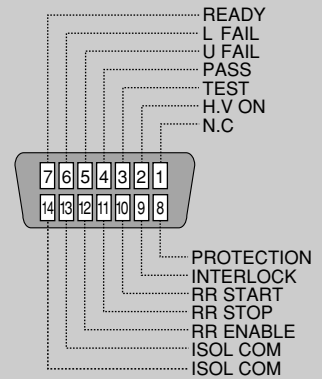 READY
L FAIL
U FAIL
PASS
TEST
H.V ON
N.C
7 6 5 4 3 2 1
14 13 12 11 10 9 8
PROTECTION
INTERLOCK
RR START
RR STOP
RR ENABLE
ISOL COM
ISOL COM